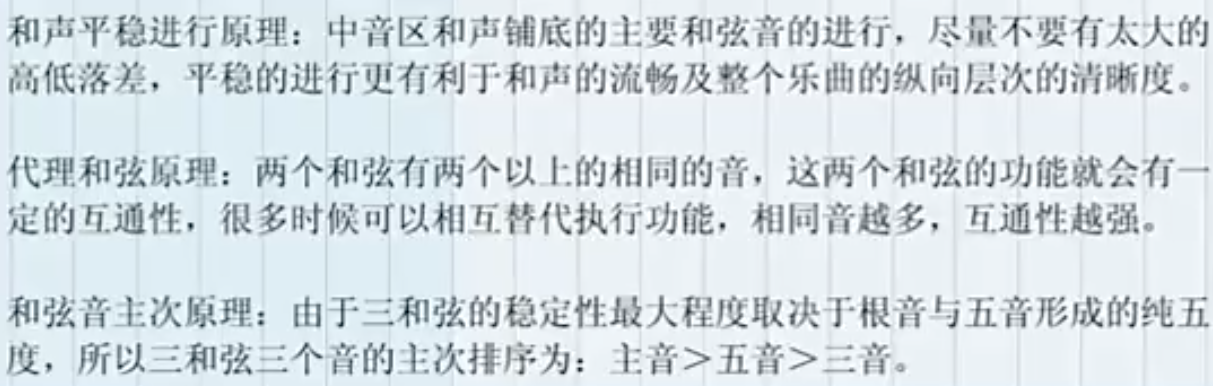 和声平稳进行原理：中音区和声铺底的主要和弦音的进行，尽量不要有太大的
高低落差，平稳的进行更有利于和声的流畅及整个乐曲的纵向层次的清晰度。
代理和弦原理：两个和弦有两个以上的相同的音，这两个和弦的功能就会有一
定的互通性，很多时候可以相互替代执行功能，相同音越多，互通性越强。
和弦音主次原理：由于三和弦的稳定性最大程度取决于根音与五音形成的纯五
度，所以三和弦三个音的主次排序为：主音＞五音＞三音。